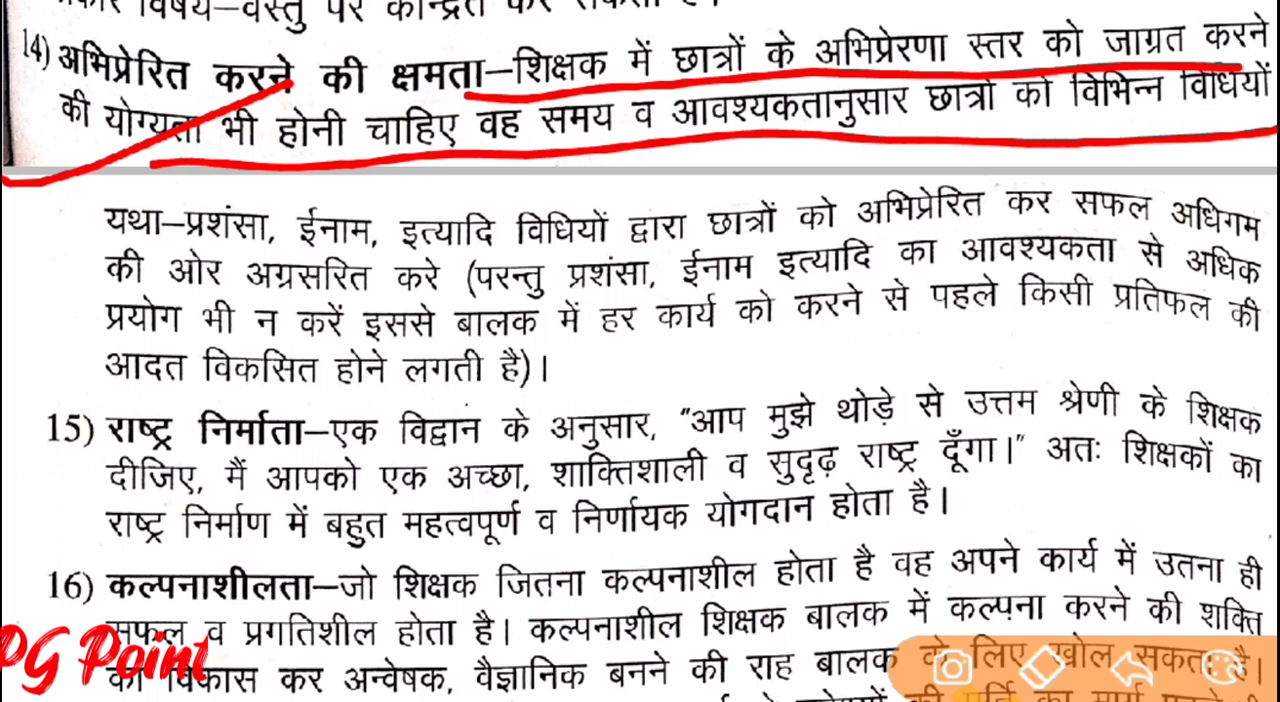 विषय–वस्तु पर केन्द्रित कर
14) अभिप्रेरित करने की क्षमता–शिक्षक में छात्रों के अभिप्रेरणा स्तर को जाग्रत करने
की योग्यता भी होनी चाहिए वह समय व आवश्यकतानुसार छात्रों को विभिन्न विधियों
यथा–प्रशंसा, ईनाम, इत्यादि विधियों द्वारा छात्रों को अभिप्रेरित कर सफल अधिगम
की ओर अग्रसरित करे (परन्तु प्रशंसा, ईनाम इत्यादि का आवश्यकता से अधिक
प्रयोग भी न करें इससे बालक में हर कार्य को करने से पहले किसी प्रतिफल की
आदत विकसित होने लगती है)।
15) राष्ट्र निर्माता–एक विद्वान के अनुसार, "आप मुझे थोड़े से उत्तम श्रेणी के शिक्षक
दीजिए, मैं आपको एक अच्छा, शाक्तिशाली व सुदृढ़ राष्ट्र दूँगा।" अतः शिक्षकों का
राष्ट्र निर्माण में बहुत महत्वपूर्ण व निर्णायक योगदान होता है।
16) कल्पनाशीलता–जो शिक्षक जितना कल्पनाशील होता है वह अपने कार्य में उतना ही
सफल व प्रगतिशील होता है। कल्पनाशील शिक्षक बालक में कल्पना करने की शक्ति
का विकास कर अन्वेषक, वैज्ञानिक बनने की राह बालक के लिए खोल सकता है।
की पूर्ति का मार्ग
PG Point